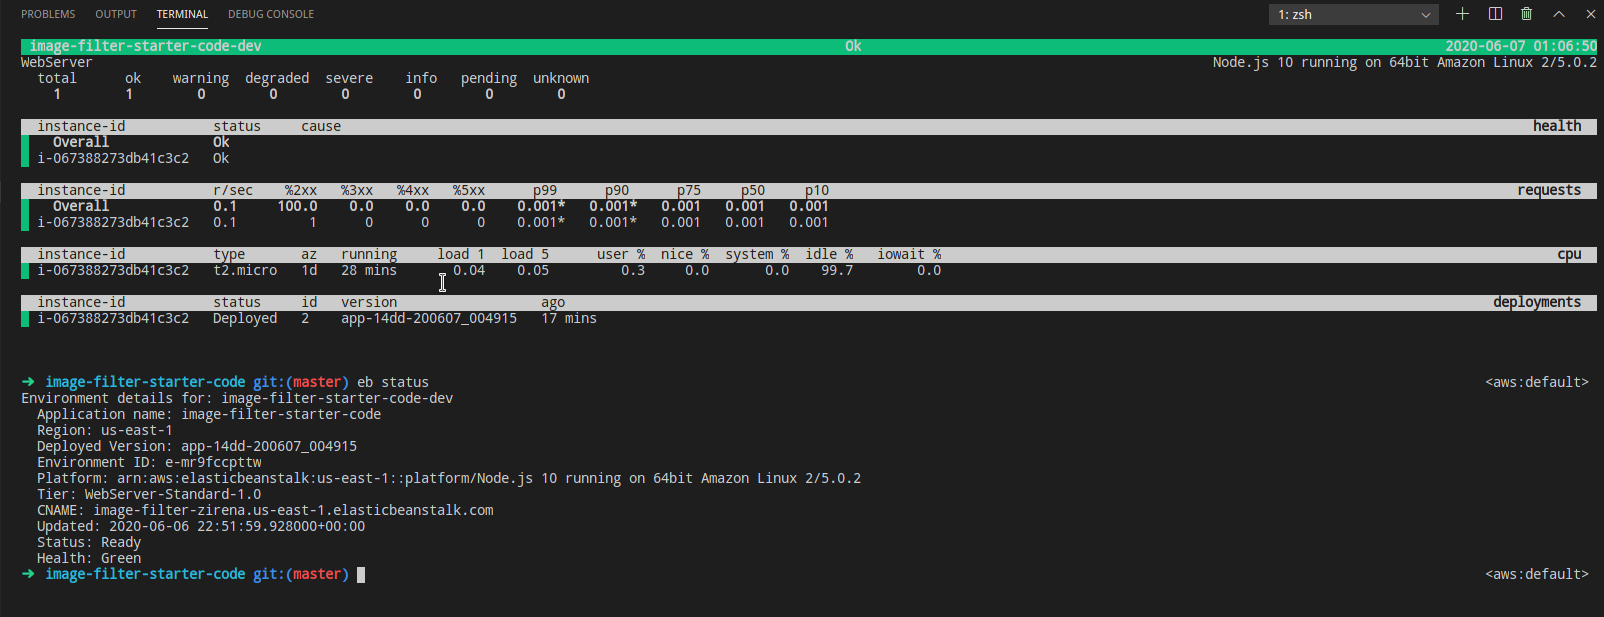 PROBLEMS OUTPUT TERMINAL DEBUG CONSOLE 1: zsh
image-filter-starter-code-dev Ok 2020-06-07 01:06:50
WebServer Node.js 10 running on 64bit Amazon Linux 2/5.0.2
total ok warning degraded severe info pending unknown
1 1 0 0 0 0 0 0
instance-id status cause health
Overall Ok
i-067388273db41c3c2 Ok
instance-id r/sec %2xx %3xx %4xx %5xx p99 p90 p75 p50 p10 requests
Overall 0.1 100.0 0.0 0.0 0.0 0.001* 0.001* 0.001 0.001 0.001
i-067388273db41c3c2 0.1 1 0 0 0 0.001* 0.001* 0.001 0.001 0.001
instance-id type az running load 1 load 5 user % nice % system % idle % iowait % cpu
i-067388273db41c3c2 t2.micro 1d 28 mins 0.04 0.05 0.3 0.0 0.0 99.7 0.0
instance-id status id version ago deployments
i-067388273db41c3c2 Deployed 2 app-14dd-200607_004915 17 mins
➜ image-filter-starter-code git:(master) eb status <aws:default>
Environment details for: image-filter-starter-code-dev
Application name: image-filter-starter-code
Region: us-east-1
Deployed Version: app-14dd-200607_004915
Environment ID: e-mr9fccpttw
Platform: arn:aws:elasticbeanstalk:us-east-1::platform/Node.js 10 running on 64bit Amazon Linux 2/5.0.2
Tier: WebServer-Standard-1.0
CNAME: image-filter-zirena.us-east-1.elasticbeanstalk.com
Updated: 2020-06-06 22:51:59.928000+00:00
Status: Ready
Health: Green
➜ image-filter-starter-code git:(master) <aws:default>